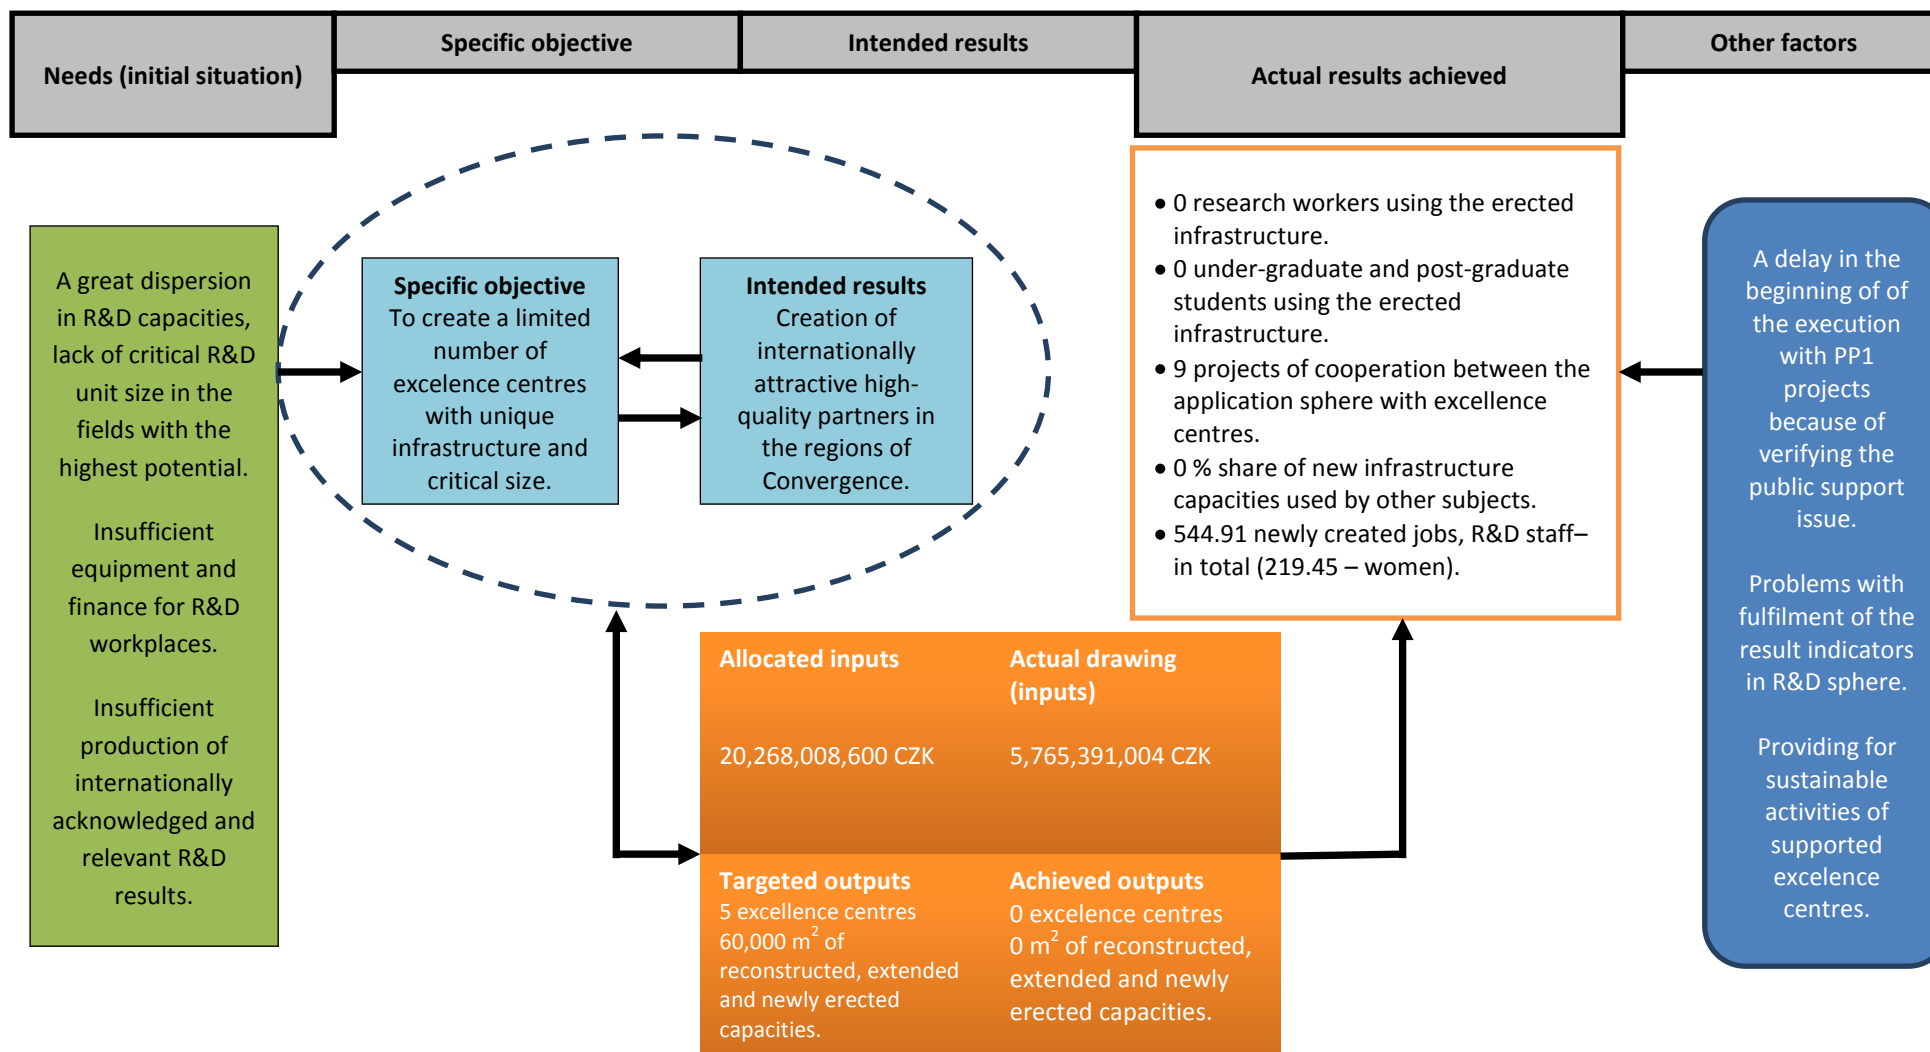 Needs (initial situation)
Specific objective
Intended results
Actual results achieved
Other factors
A great dispersion
in R&D capacities,
lack of critical R&D
unit size in the
fields with the
highest potential.
Insufficient
equipment and
finance for R&D
workplaces.
Insufficient
production of
internationally
acknowledged and
relevant R&D
results.
Specific objective
To create a limited
number of
excelence centres
with unique
infrastructure and
critical size.
Intended results
Creation of
internationally
attractive high-
quality partners in
the regions of
Convergence.
• 0 research workers using the erected
infrastructure.
• 0 under-graduate and post-graduate
students using the erected
infrastructure.
• 9 projects of cooperation between the
application sphere with excellence
centres.
• 0 % share of new infrastructure
capacities used by other subjects.
• 544.91 newly created jobs, R&D staff–
in total (219.45 – women).
A delay in the
beginning of of
the execution
with PP1
projects
because of
verifying the
public support
issue.
Problems with
fulfilment of the
result indicators
in R&D sphere.
Providing for
sustainable
activities of
supported
excelence
centres.
Allocated inputs
20,268,008,600 CZK
Actual drawing
(inputs)
5,765,391,004 CZK
Targeted outputs
5 excellence centres
60,000 m² of
reconstructed, extended
and newly erected
capacities.
Achieved outputs
0 excelence centres
0 m² of reconstructed,
extended and newly
erected capacities.